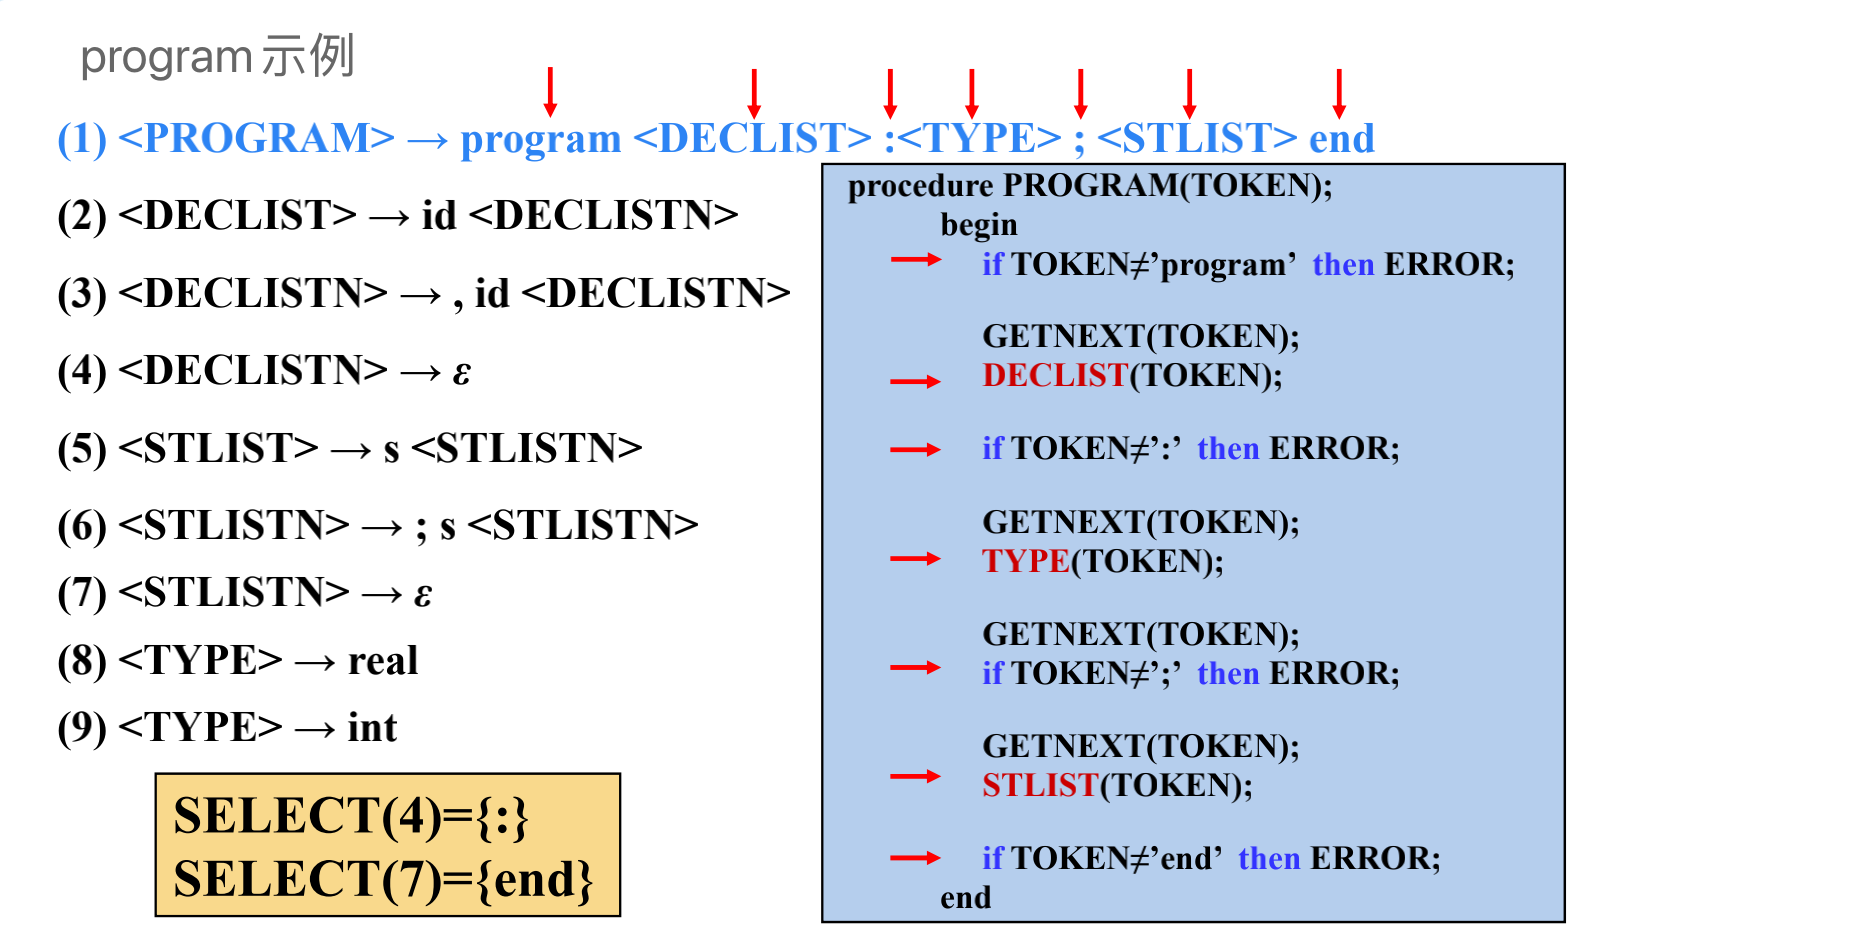 program示例
(1) <PROGRAM> → program <DECLIST> :<TYPE> ; <STLIST> end
(2) <DECLIST> → id <DECLISTN>
(3) <DECLISTN> → , id <DECLISTN>
(4) <DECLISTN> → ε
(5) <STLIST> → s <STLISTN>
(6) <STLISTN> → ; s <STLISTN>
(7) <STLISTN> → ε
(8) <TYPE> → real
(9) <TYPE> → int
SELECT(4)={:}
SELECT(7)={end}
procedure PROGRAM(TOKEN);
begin
if TOKEN≠’program’ then ERROR;
GETNEXT(TOKEN);
DECLIST(TOKEN);
if TOKEN≠’:’ then ERROR;
GETNEXT(TOKEN);
TYPE(TOKEN);
GETNEXT(TOKEN);
if TOKEN≠’;’ then ERROR;
GETNEXT(TOKEN);
STLIST(TOKEN);
if TOKEN≠’end’ then ERROR;
end